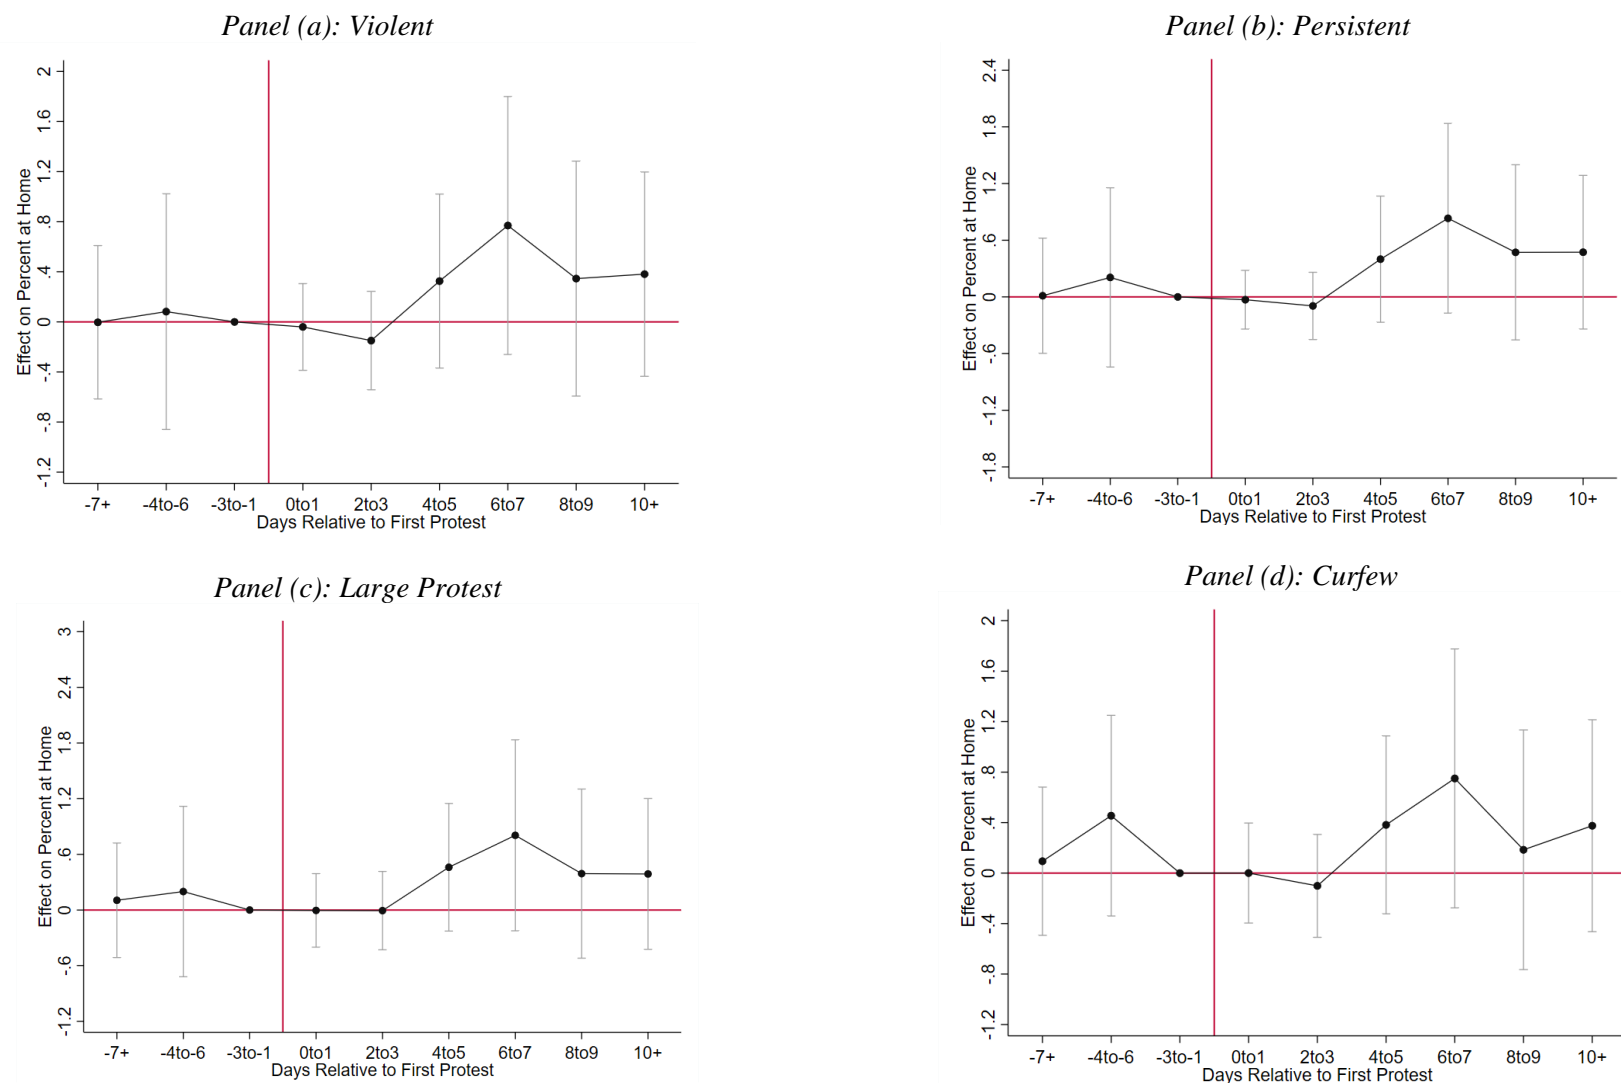 Panel (a): Violent
Effect on Percent at Home
2
1.6
1.2
.8
.4
0
-.4
-.8
-1.2
-7+ -4to-6 -3to-1 0to1 2to3 4to5 6to7 8to9 10+
Days Relative to First Protest
Panel (b): Persistent
Effect on Percent at Home
2.4
1.8
1.2
.6
0
-.6
-1.2
-1.8
-7+ -4to-6 -3to-1 0to1 2to3 4to5 6to7 8to9 10+
Days Relative to First Protest
Panel (c): Large Protest
Effect on Percent at Home
3
2.4
1.8
1.2
.6
0
-.6
-1.2
-7+ -4to-6 -3to-1 0to1 2to3 4to5 6to7 8to9 10+
Days Relative to First Protest
Panel (d): Curfew
Effect on Percent at Home
2
1.6
1.2
.8
.4
0
-.4
-.8
-1.2
-7+ -4to-6 -3to-1 0to1 2to3 4to5 6to7 8to9 10+
Days Relative to First Protest